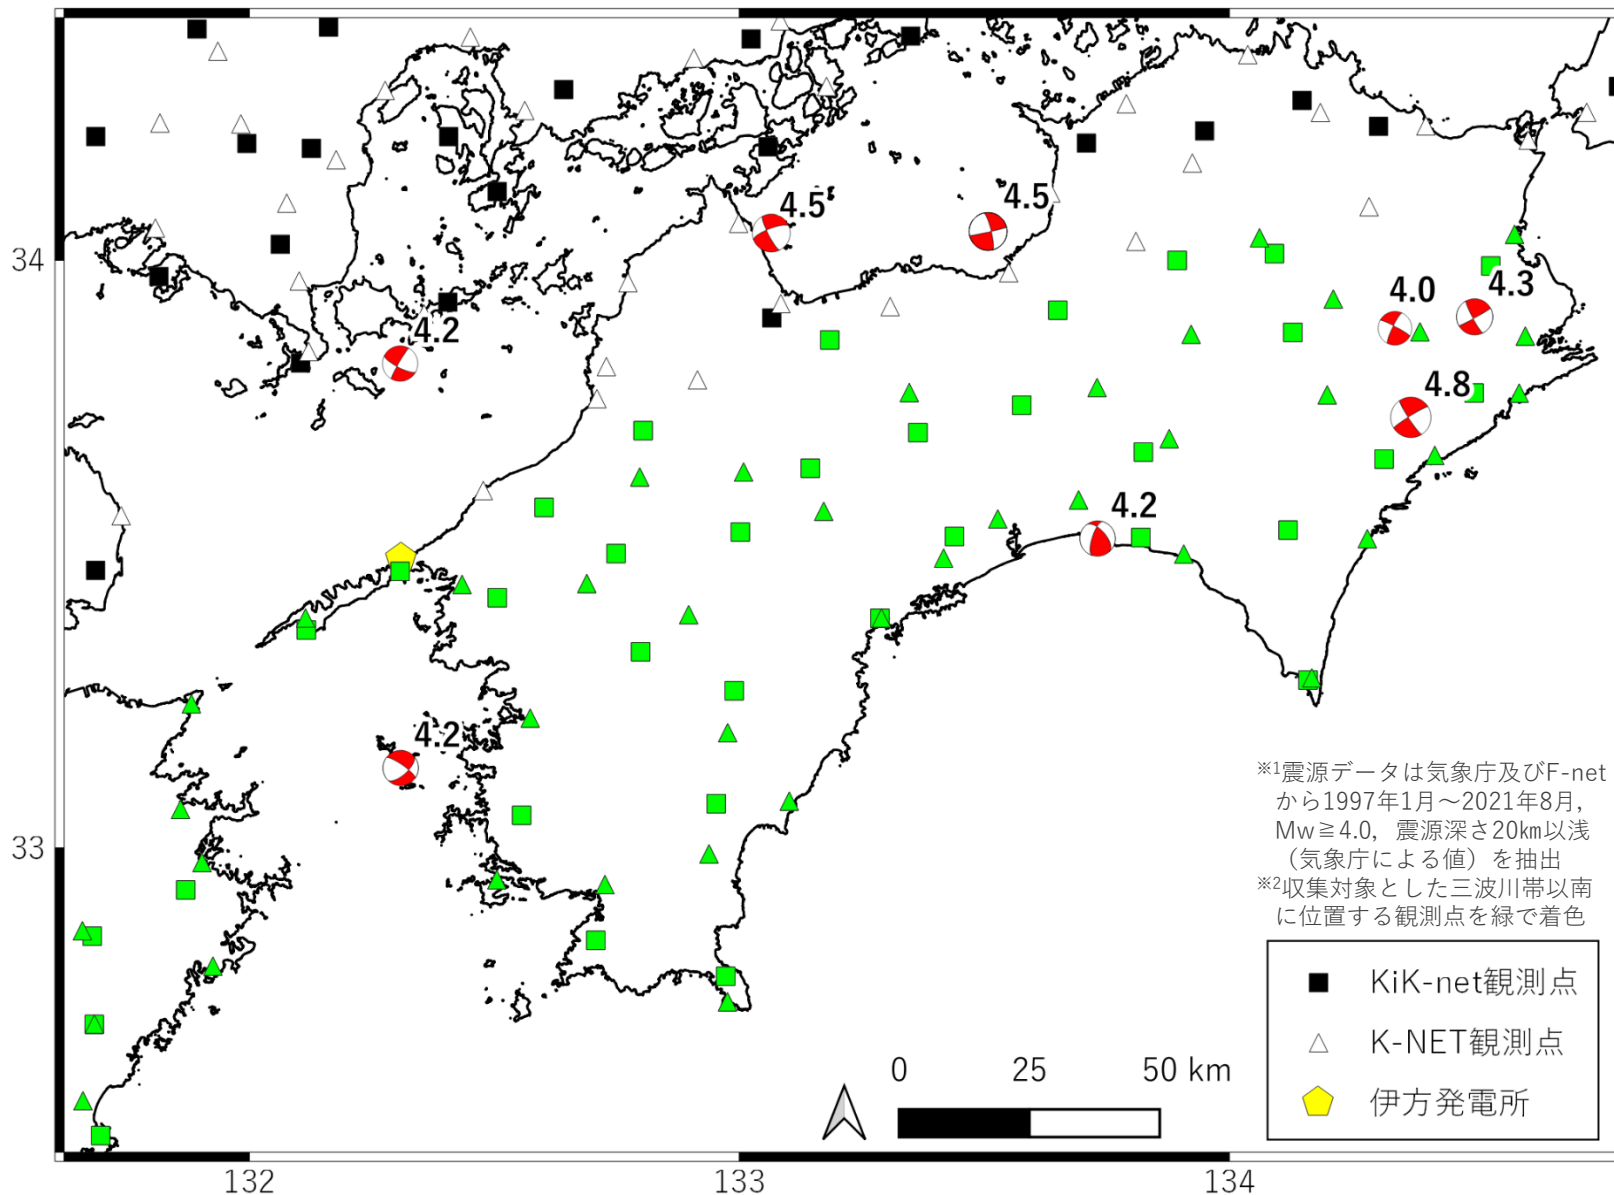 4.5
4.5
34
4.0
4.3
4.2
4.8
4.2
4.2
※1震源データは気象庁及びF-net
から1997年1月～2021年8月,
Mw≧4.0, 震源深さ20㎞以浅
（気象庁による値）を抽出
33
※2収集対象とした三波川帯以南
に位置する観測点を緑で着色
KiK-net観測点
K-NET観測点
伊方発電所
0 25 50 km
132 133 134